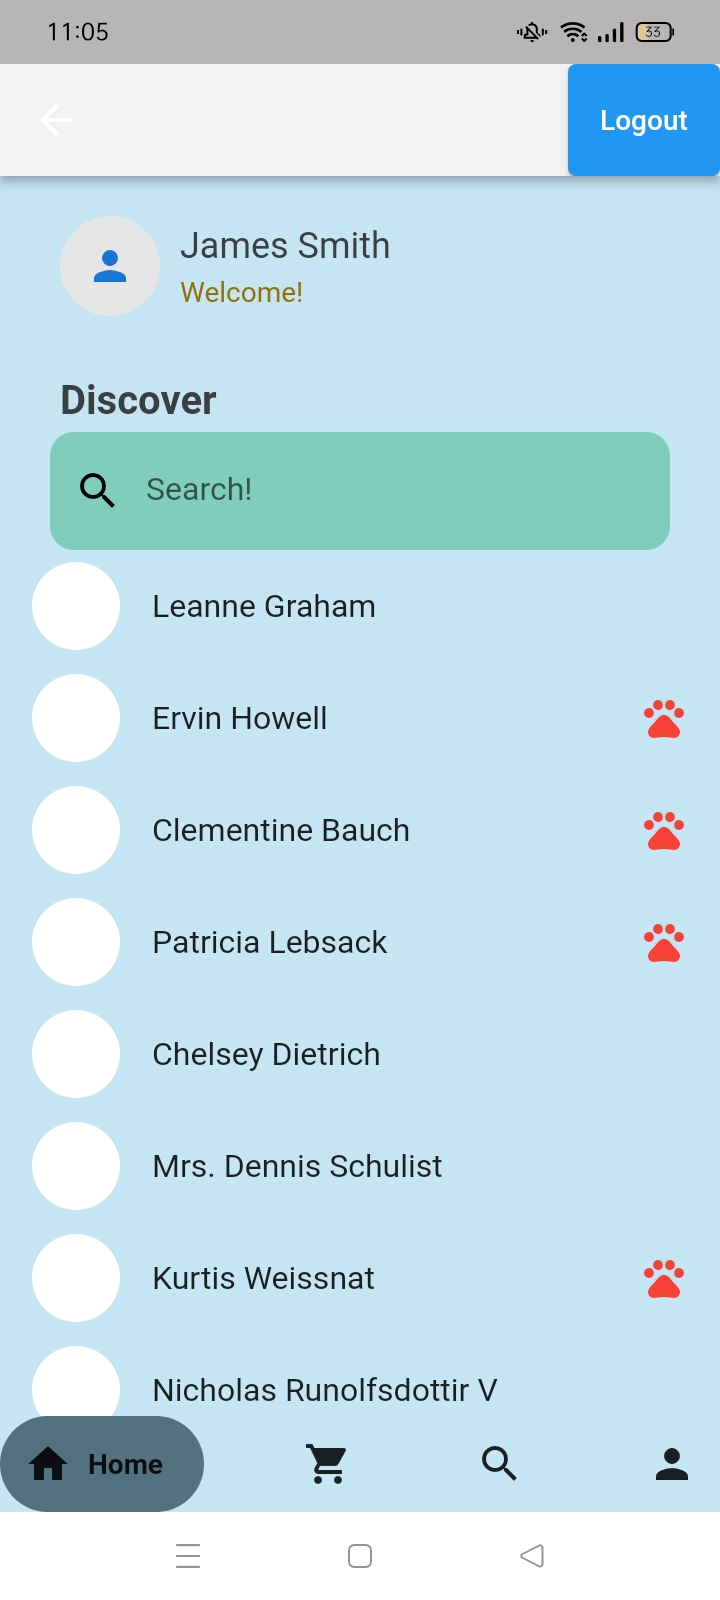 11:05
33
Logout
James Smith
Welcome!
Discover
Search!
Leanne Graham
Ervin Howell
Clementine Bauch
Patricia Lebsack
Chelsey Dietrich
Mrs. Dennis Schulist
Kurtis Weissnat
Nicholas Runolfsdottir V
Home